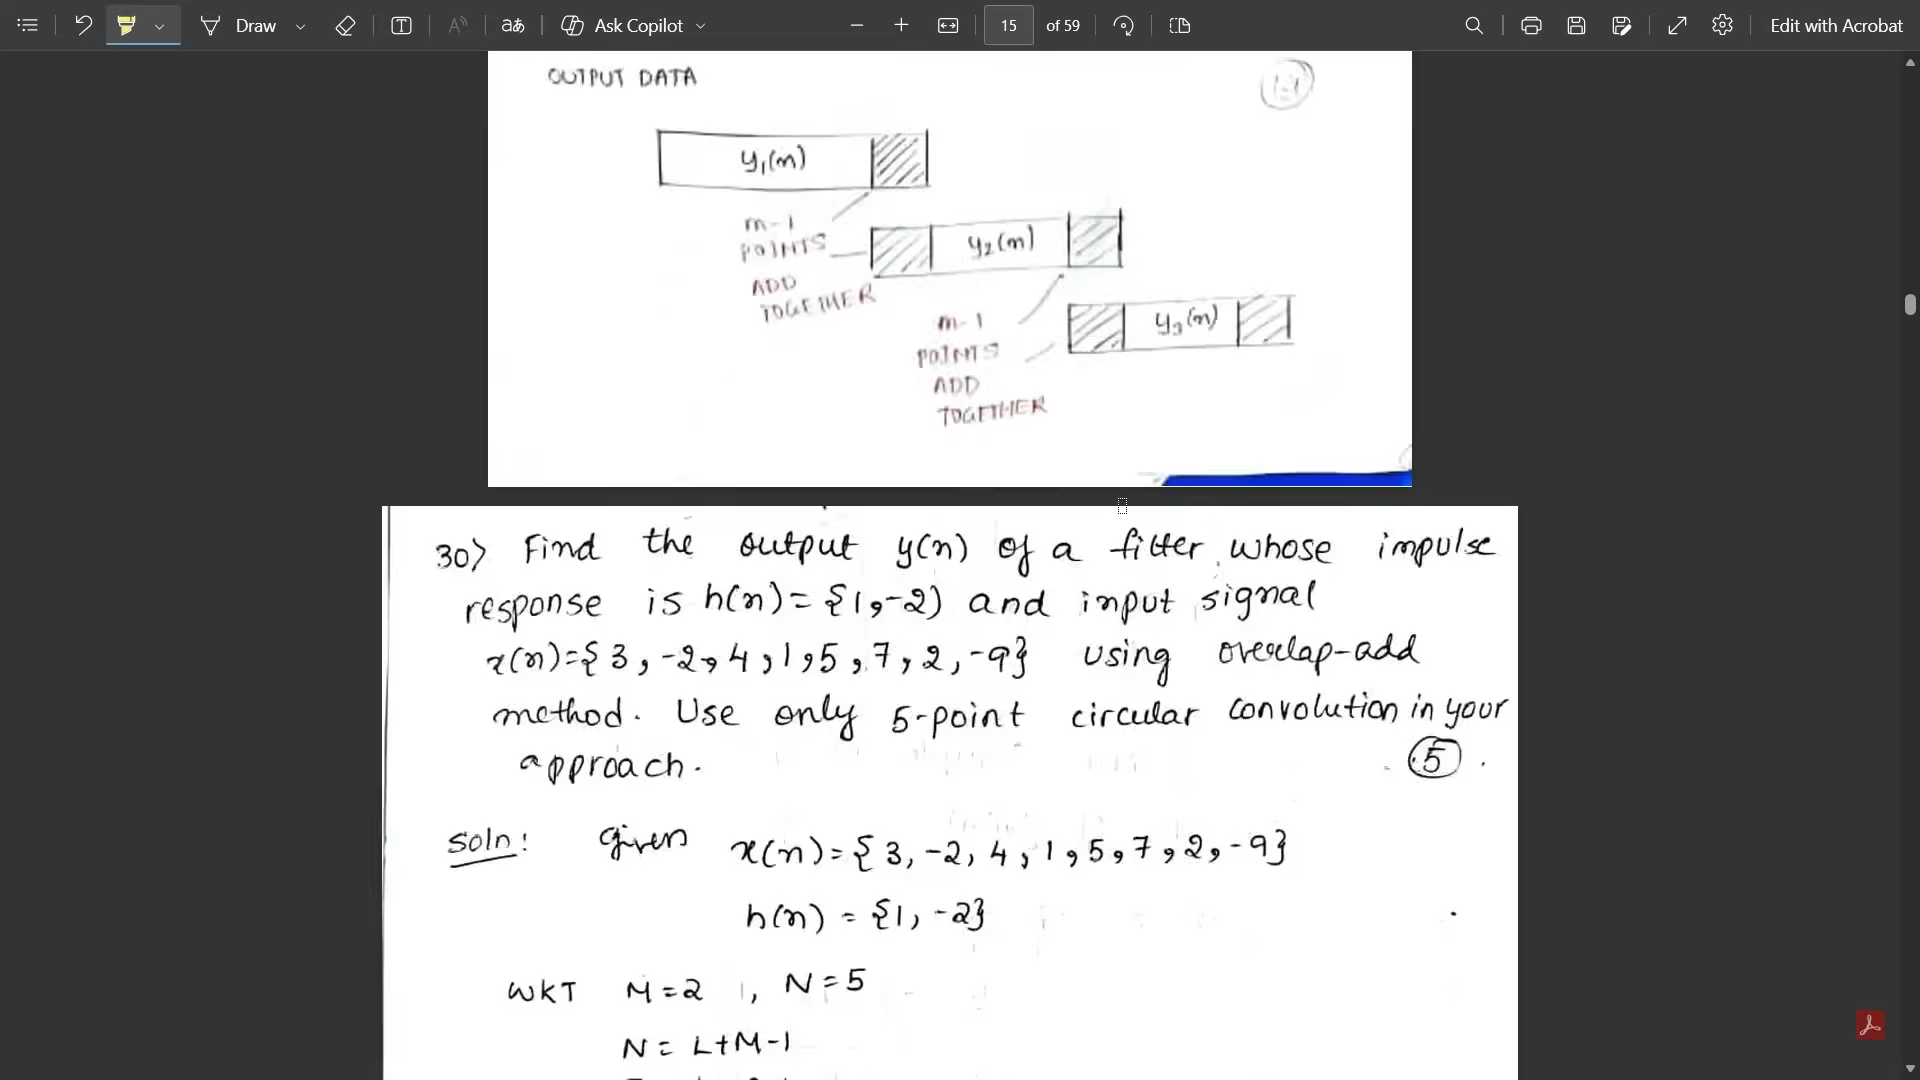 Draw
Ask Copilot
15 of 59
Edit with Acrobat
OUTPUT DATA
y1(n)
m-1
POINTS
ADD
TOGETHER
y2(n)
m-1
POINTS
ADD
TOGETHER
y3(n)
30> Find the output y(n) of a filter whose impulse
response is h(n)= {1,-2) and input signal
x(n)={3,-2,4,1,5,7,2,-9} using overlap-add
method. Use only 5-point circular convolution in your
approach. 5.
Soln: Given x(n)={3,-2,4,1,5,7,2,-9}
h(n) = {1,-2}
WKT M=2, N=5
N= L+M-1